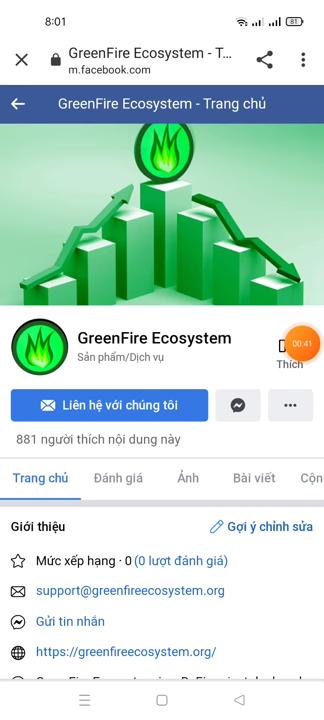 8:01
81
GreenFire Ecosystem - T...
m.facebook.com
GreenFire Ecosystem - Trang chủ
GreenFire Ecosystem
Sản phẩm/Dịch vụ
00:41
Thích
Liên hệ với chúng tôi
881 người thích nội dung này
Trang chủ Đánh giá Ảnh Bài viết Cộn
Giới thiệu Gợi ý chỉnh sửa
Mức xếp hạng · 0 (0 lượt đánh giá)
support@greenfireecosystem.org
Gửi tin nhắn
https://greenfireecosystem.org/